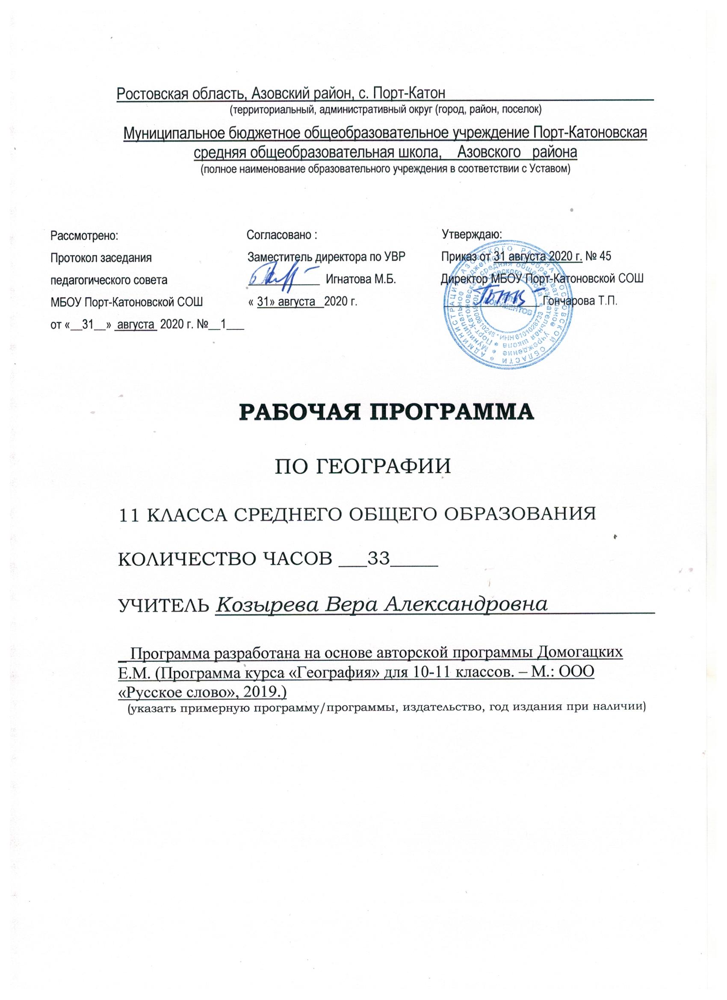 Ростовская область, Азовский район, с. Порт-Катон
(территориальный, административный округ (город, район, поселок)
Муниципальное бюджетное общеобразовательное учреждение Порт-Катоновская
средняя общеобразовательная школа, Азовского района
(полное наименование образовательного учреждения в соответствии с Уставом)
Рассмотрено:
Протокол заседания
педагогического совета
МБОУ Порт-Катоновской СОШ
от «__31__» августа 2020 г. №__1___
Согласовано :
Заместитель директора по УВР
Игнатова М.Б.
« 31» августа 2020 г.
Утверждаю:
Приказ от 31 августа 2020 г. № 45
Директор МБОУ Порт-Катоновской СОШ
Гончарова Т.П.
РАБОЧАЯ ПРОГРАММА
ПО ГЕОГРАФИИ
11 КЛАССА СРЕДНЕГО ОБЩЕГО ОБРАЗОВАНИЯ
КОЛИЧЕСТВО ЧАСОВ ___33_____
УЧИТЕЛЬ Козырева Вера Александровна
_ Программа разработана на основе авторской программы Домогацких
Е.М. (Программа курса «География» для 10-11 классов. – М.: ООО
«Русское слово», 2019.)
(указать примерную программу/программы, издательство, год издания при наличии)